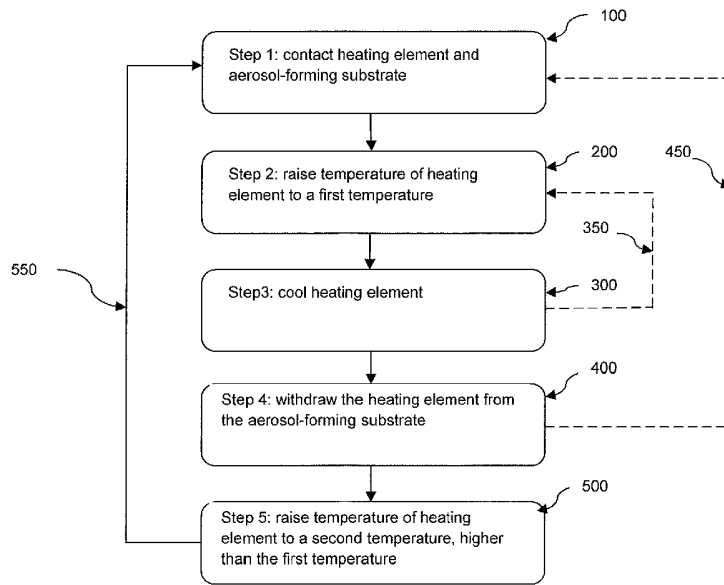 100
Step 1: contact heating element and
aerosol-forming substrate
200
450
Step 2: raise temperature of heating
element to a first temperature
350
550
300
Step3: cool heating element
400
Step 4: withdraw the heating element from
the aerosol-forming substrate
500
Step 5: raise temperature of heating
element to a second temperature, higher
than the first temperature